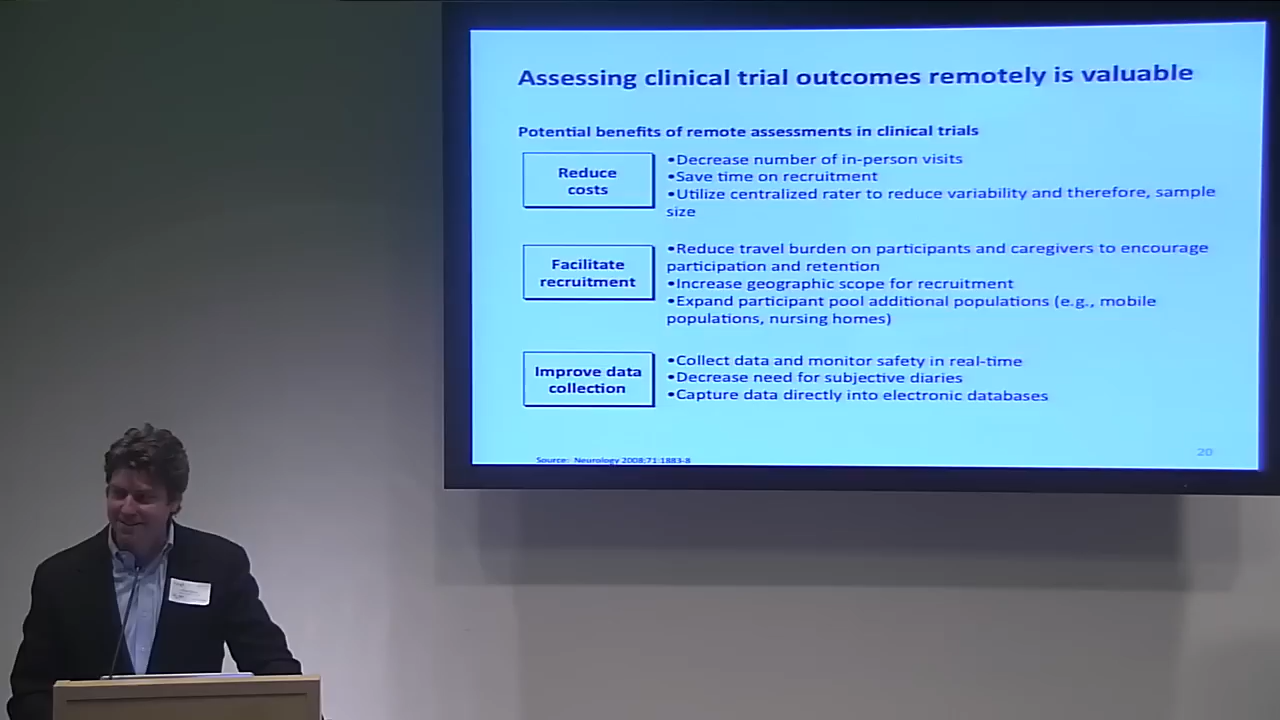 Assessing clinical trial outcomes remotely is valuable
Potential benefits of remote assessments in clinical trials
Reduce
costs
•Decrease number of in-person visits
•Save time on recruitment
•Utilize centralized rater to reduce variability and therefore, sample
size
Facilitate
recruitment
•Reduce travel burden on participants and caregivers to encourage
participation and retention
•Increase geographic scope for recruitment
•Expand participant pool additional populations (e.g., mobile
populations, nursing homes)
Improve data
collection
•Collect data and monitor safety in real-time
•Decrease need for subjective diaries
•Capture data directly into electronic databases
Source: Neurology 2008;71:1883-8
20